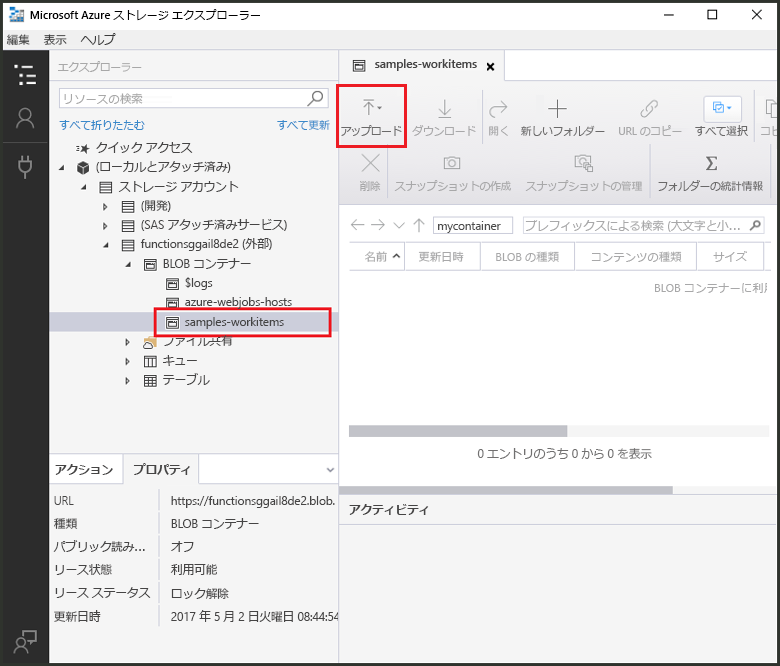 Microsoft Azure ストレージ エクスプローラー
編集 表示 ヘルプ
エクスプローラー
リソースの検索
すべて折りたたむ すべて更新
クイック アクセス
(ローカルとアタッチ済み)
ストレージ アカウント
(開発)
(SAS アタッチ済みサービス)
functionsggail8de2 (外部)
BLOB コンテナー
$logs
azure-webjobs-hosts
samples-workitems
ファイル共有
キュー
テーブル
アクション プロパティ
URL https://functionsggail8de2.blob.
種類 BLOB コンテナー
パブリック読み... オフ
リース状態 利用可能
リース ステータス ロック解除
更新日時 2017 年 5 月 2 日火曜日 08:44:54
samples-workitems
アップロード ダウンロード 開く 新しいフォルダー URL のコピー すべて選択 コピ
削除 スナップショットの作成 スナップショットの管理 フォルダーの統計情報
mycontainer プレフィックスによる検索 (大文字と小...
名前 更新日時 BLOB の種類 コンテンツの種類 サイズ
BLOB コンテナーに利用
0 エントリのうち 0 から 0 を表示
アクティビティ